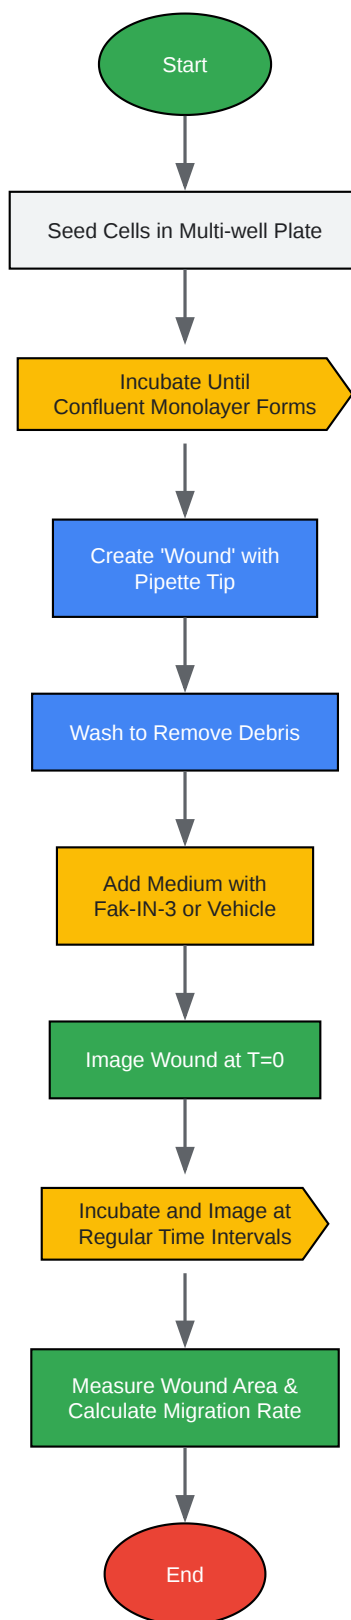 Start
Seed Cells in Multi-well Plate
Incubate Until
Confluent Monolayer Forms
Create 'Wound' with
Pipette Tip
Wash to Remove Debris
Add Medium with
Fak-IN-3 or Vehicle
Image Wound at T=0
Incubate and Image at
Regular Time Intervals
Measure Wound Area &
Calculate Migration Rate
End